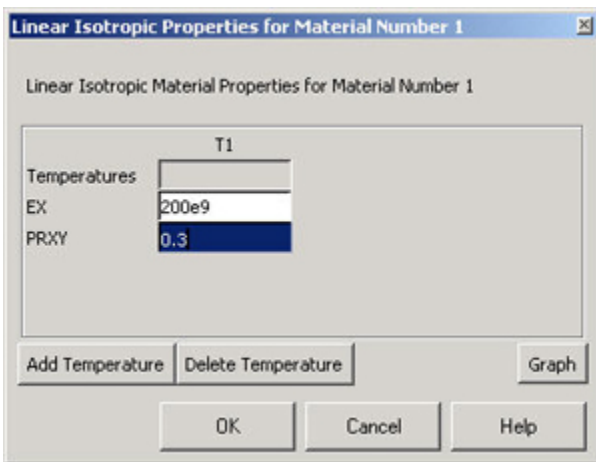 Linear Isotropic Properties for Material Number 1
Linear Isotropic Material Properties for Material Number 1
T1
Temperatures
EX 200e9
PRXY 0.3
Add Temperature Delete Temperature Graph
OK Cancel Help